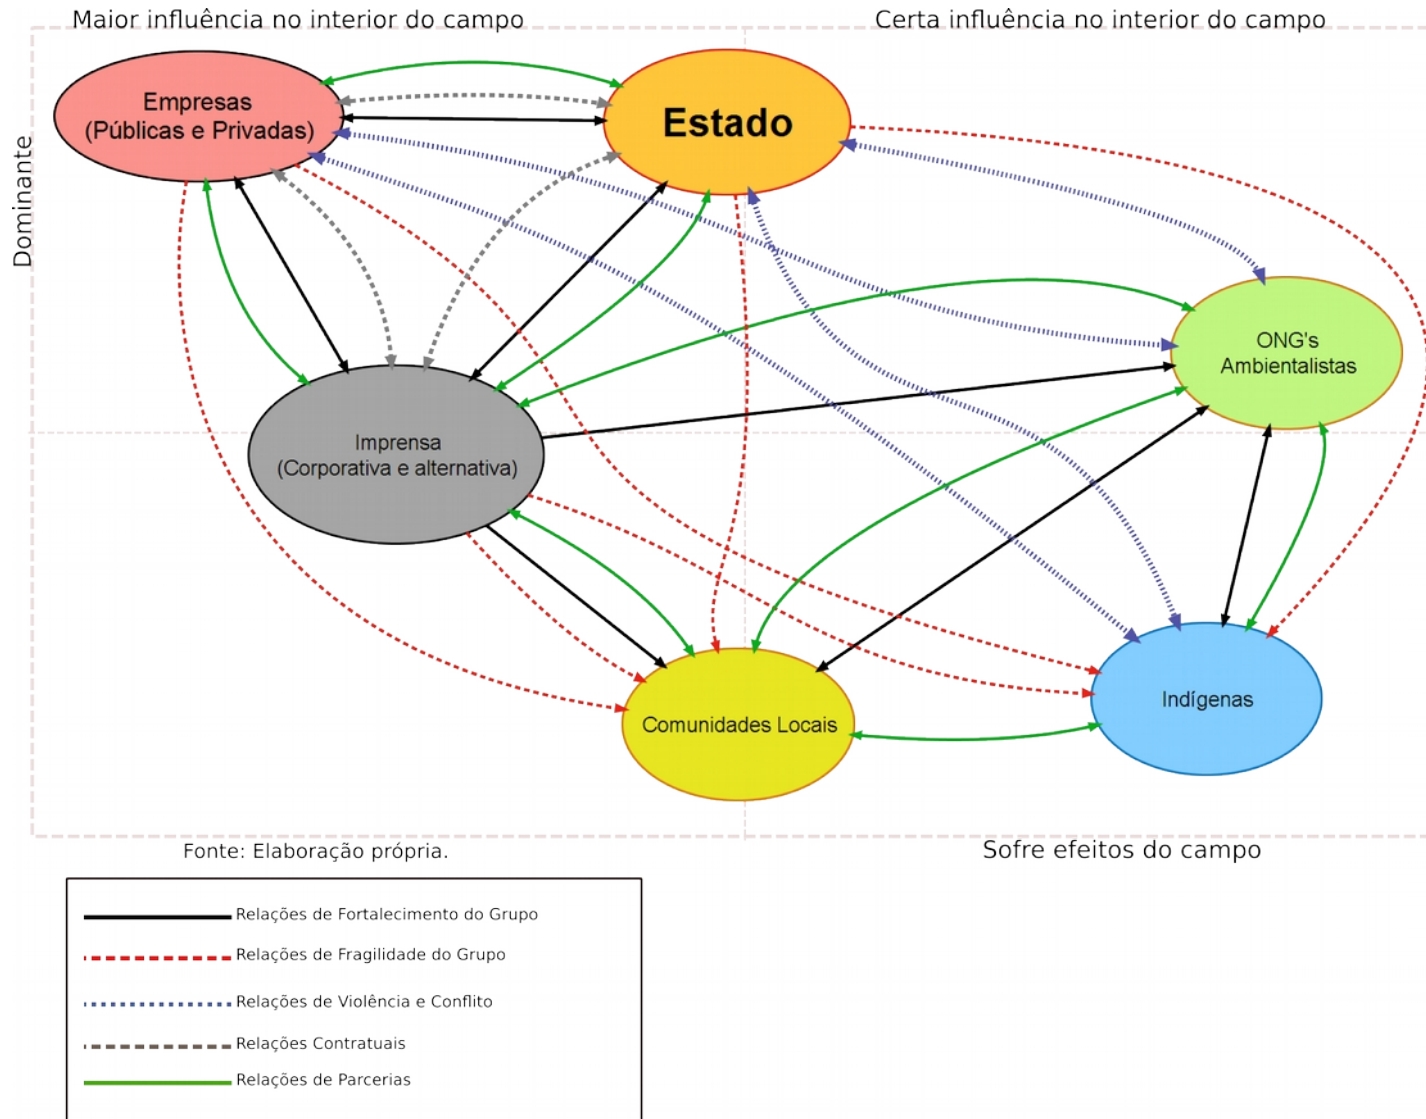 Maior influência no interior do campo
Certa influência no interior do campo
Dominante
Empresas
(Públicas e Privadas)
Estado
ONG's
Ambientalistas
Imprensa
(Corporativa e alternativa)
Indígenas
Comunidades Locais
Fonte: Elaboração própria.
Sofre efeitos do campo
Relações de Fortalecimento do Grupo
Relações de Fragilidade do Grupo
Relações de Violência e Conflito
Relações Contratuais
Relações de Parcerias